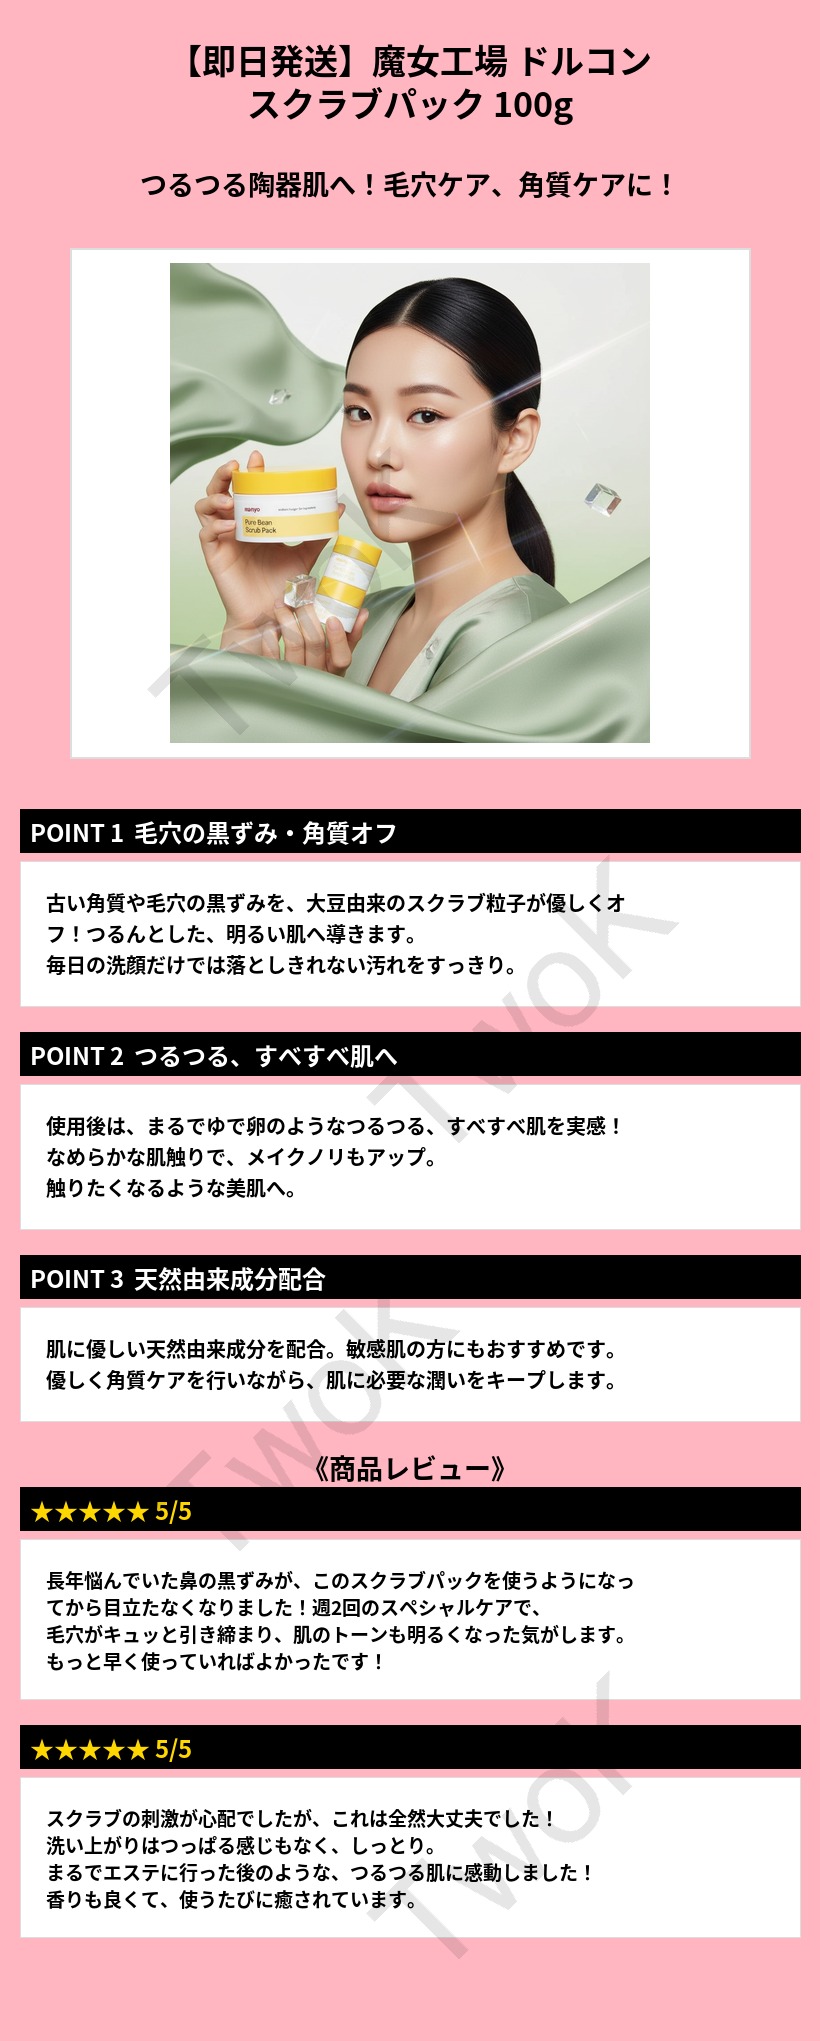 【即日発送】魔女工場 ドルコン
スクラブパック 100g
つるつる陶器肌へ！毛穴ケア、角質ケアに！
manyo
Pure Bean
Scrub Pack
TwoK
POINT 1 毛穴の黒ずみ・角質オフ
古い角質や毛穴の黒ずみを、大豆由来のスクラブ粒子が優しくオ
フ！つるんとした、明るい肌へ導きます。
毎日の洗顔だけでは落としきれない汚れをすっきり。
TwoK
POINT 2 つるつる、すべすべ肌へ
使用後は、まるでゆで卵のようなつるつる、すべすべ肌を実感！
なめらかな肌触りで、メイクノリもアップ。
触りたくなるような美肌へ。
POINT 3 天然由来成分配合
肌に優しい天然由来成分を配合。敏感肌の方にもおすすめです。
優しく角質ケアを行いながら、肌に必要な潤いをキープします。
TwoK
《商品レビュー》
★★★★★ 5/5
長年悩んでいた鼻の黒ずみが、このスクラブパックを使うようになっ
てから目立たなくなりました！週2回のスペシャルケアで、
毛穴がキュッと引き締まり、肌のトーンも明るくなった気がします。
もっと早く使っていればよかったです！
★★★★★ 5/5
スクラブの刺激が心配でしたが、これは全然大丈夫でした！
洗い上がりはつっぱる感じもなく、しっとり。
まるでエステに行った後のような、つるつる肌に感動しました！
香りも良くて、使うたびに癒されています。
TwoK